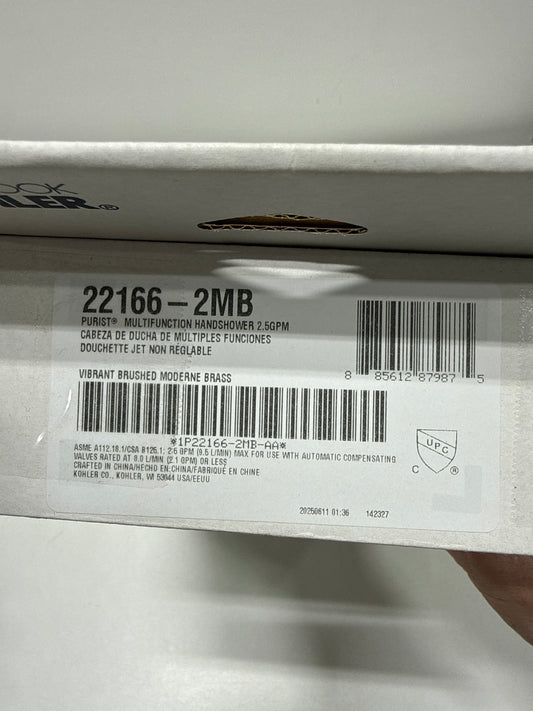 OOK
HLER®
22166-2MB
PURIST® MULTIFUNCTION HANDSHOWER 2.5GPM
CABEZA DE DUCHA DE MÚLTIPLES FUNCIONES
DOUCHETTE JET NON RÉGLABLE
8 85612 87987 5
VIBRANT BRUSHED MODERNE BRASS
*1P22166-2MB-AA*
UPC
C ®
ASME A112.18.1/CSA B125.1: 2.5 GPM (9.5 L/MIN) MAX FOR USE WITH AUTOMATIC COMPENSATING
VALVES RATED AT 8.0 L/MIN (2.1 GPM) OR LESS
CRAFTED IN CHINA/HECHO EN CHINA/FABRIQUÉ EN CHINE
KOHLER CO., KOHLER, WI 53044 USA/EEUU
20250611 01:36 142327